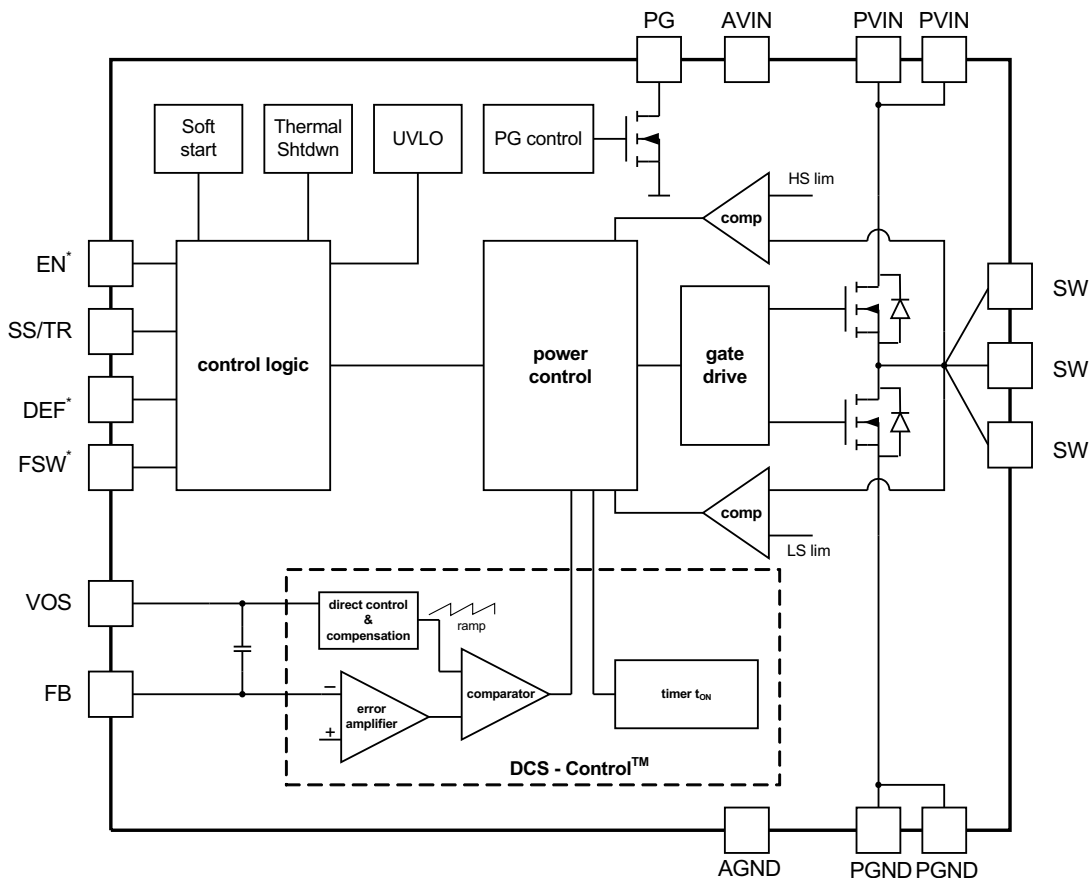 PG
AVIN
PVIN
PVIN
Soft
start
Thermal
Shtdwn
UVLO
PG control
HS lim
comp
EN*
SS/TR
DEF*
FSW*
control logic
power
control
gate
drive
SW
SW
SW
comp
LS lim
VOS
FB
direct control
&
compensation
ramp
−
+
error
amplifier
comparator
timer tON
DCS - Control™
AGND
PGND
PGND